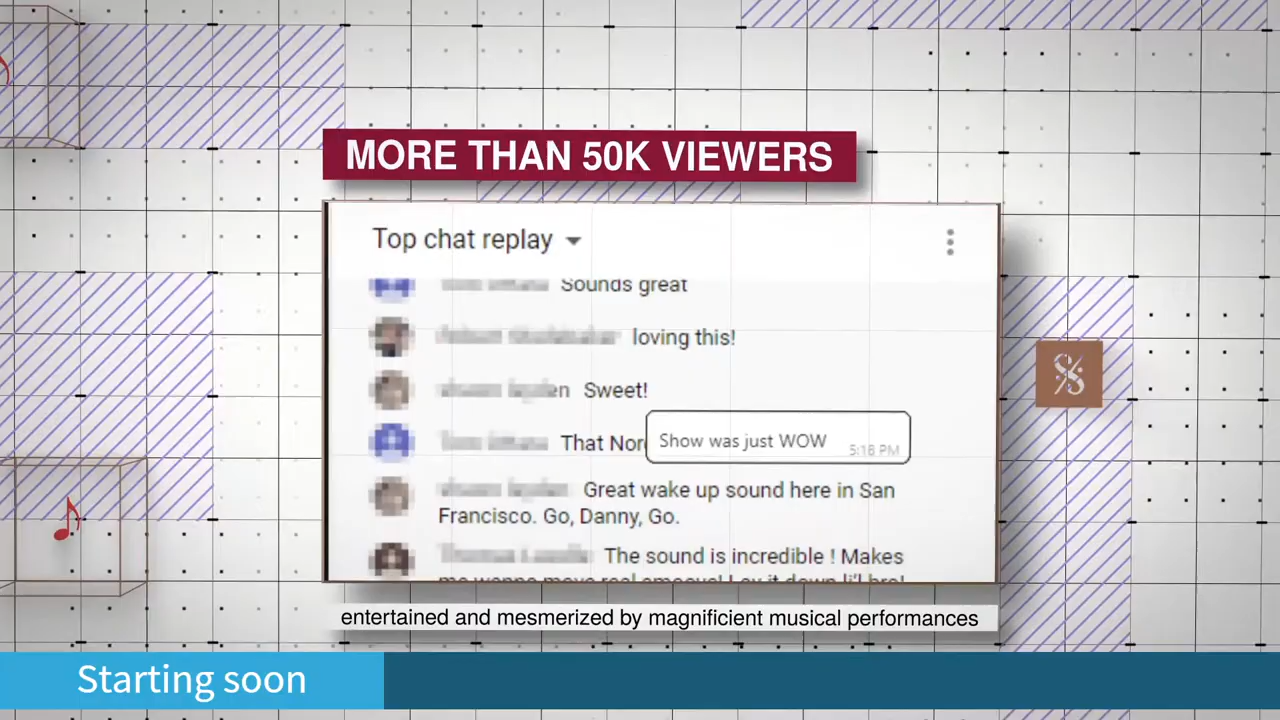 MORE THAN 50K VIEWERS
Top chat replay
Sounds great
loving this!
Sweet!
That Nor
Show was just WOW
5:18 PM
Great wake up sound here in San
Francisco. Go, Danny, Go.
The sound is incredible ! Makes
entertained and mesmerized by magnificient musical performances
Starting soon